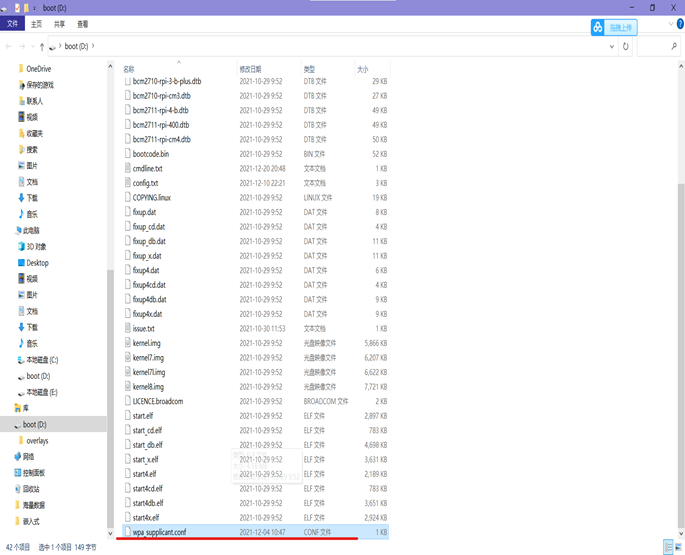 boot (D:)
文件 主页 共享 查看
拖拽上传
boot (D:)
名称 修改日期 类型 大小
OneDrive
保存的游戏
联系人
视频
收藏夹
搜索
图片
文档
下载
音乐
此电脑
3D 对象
Desktop
视频
图片
文档
下载
音乐
本地磁盘 (C:)
boot (D:)
本地磁盘 (E:)
库
boot (D:)
overlays
网络
控制面板
回收站
海量数据
嵌入式
bcm2710-rpi-3-b-plus.dtb 2021-10-29 9:52 DTB 文件 29 KB
bcm2710-rpi-cm3.dtb 2021-10-29 9:52 DTB 文件 27 KB
bcm2711-rpi-4-b.dtb 2021-10-29 9:52 DTB 文件 49 KB
bcm2711-rpi-400.dtb 2021-10-29 9:52 DTB 文件 49 KB
bcm2711-rpi-cm4.dtb 2021-10-29 9:52 DTB 文件 50 KB
bootcode.bin 2021-10-29 9:52 BIN 文件 52 KB
cmdline.txt 2021-12-20 20:48 文本文档 1 KB
config.txt 2021-12-10 22:21 文本文档 3 KB
COPYING.linux 2021-10-29 9:52 LINUX 文件 19 KB
fixup.dat 2021-10-29 9:52 DAT 文件 8 KB
fixup_cd.dat 2021-10-29 9:52 DAT 文件 4 KB
fixup_db.dat 2021-10-29 9:52 DAT 文件 11 KB
fixup_x.dat 2021-10-29 9:52 DAT 文件 11 KB
fixup4.dat 2021-10-29 9:52 DAT 文件 6 KB
fixup4cd.dat 2021-10-29 9:52 DAT 文件 4 KB
fixup4db.dat 2021-10-29 9:52 DAT 文件 9 KB
fixup4x.dat 2021-10-29 9:52 DAT 文件 9 KB
issue.txt 2021-10-30 11:53 文本文档 1 KB
kernel.img 2021-10-29 9:52 光盘映像文件 5,866 KB
kernel7.img 2021-10-29 9:52 光盘映像文件 6,207 KB
kernel7l.img 2021-10-29 9:52 光盘映像文件 6,622 KB
kernel8.img 2021-10-29 9:52 光盘映像文件 7,721 KB
LICENCE.broadcom 2021-10-29 9:52 BROADCOM 文件 2 KB
start.elf 2021-10-29 9:52 ELF 文件 2,897 KB
start_cd.elf 2021-10-29 9:52 ELF 文件 783 KB
start_db.elf 2021-10-29 9:52 ELF 文件 4,698 KB
start_x.elf 2021-10-29 9:52 ELF 文件 3,631 KB
start4.elf 2021-10-29 9:52 ELF 文件 2,189 KB
start4cd.elf 2021-10-29 9:52 ELF 文件 783 KB
start4db.elf 2021-10-29 9:52 ELF 文件 3,651 KB
start4x.elf 2021-10-29 9:52 ELF 文件 2,924 KB
wpa_supplicant.conf 2021-12-04 10:47 CONF 文件 1 KB
42 个项目 选中 1 个项目 149 字节